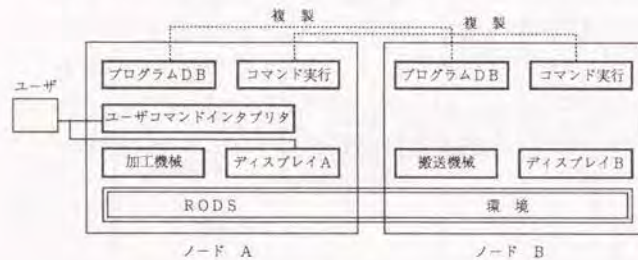 複 製
複 製
プログラムDB
コマンド実行
プログラムDB
コマンド実行
ユーザ
ユーザコマンドインタプリタ
加工機械
ディスプレイA
搬送機械
ディスプレイB
RODS
環 境
ノード A
ノード B